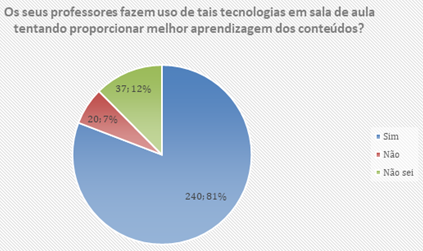 Os seus professores fazem uso de tais tecnologias em sala de aula
tentando proporcionar melhor aprendizagem dos conteúdos?
37; 12%
20; 7%
240; 81%
Sim
Não
Não sei